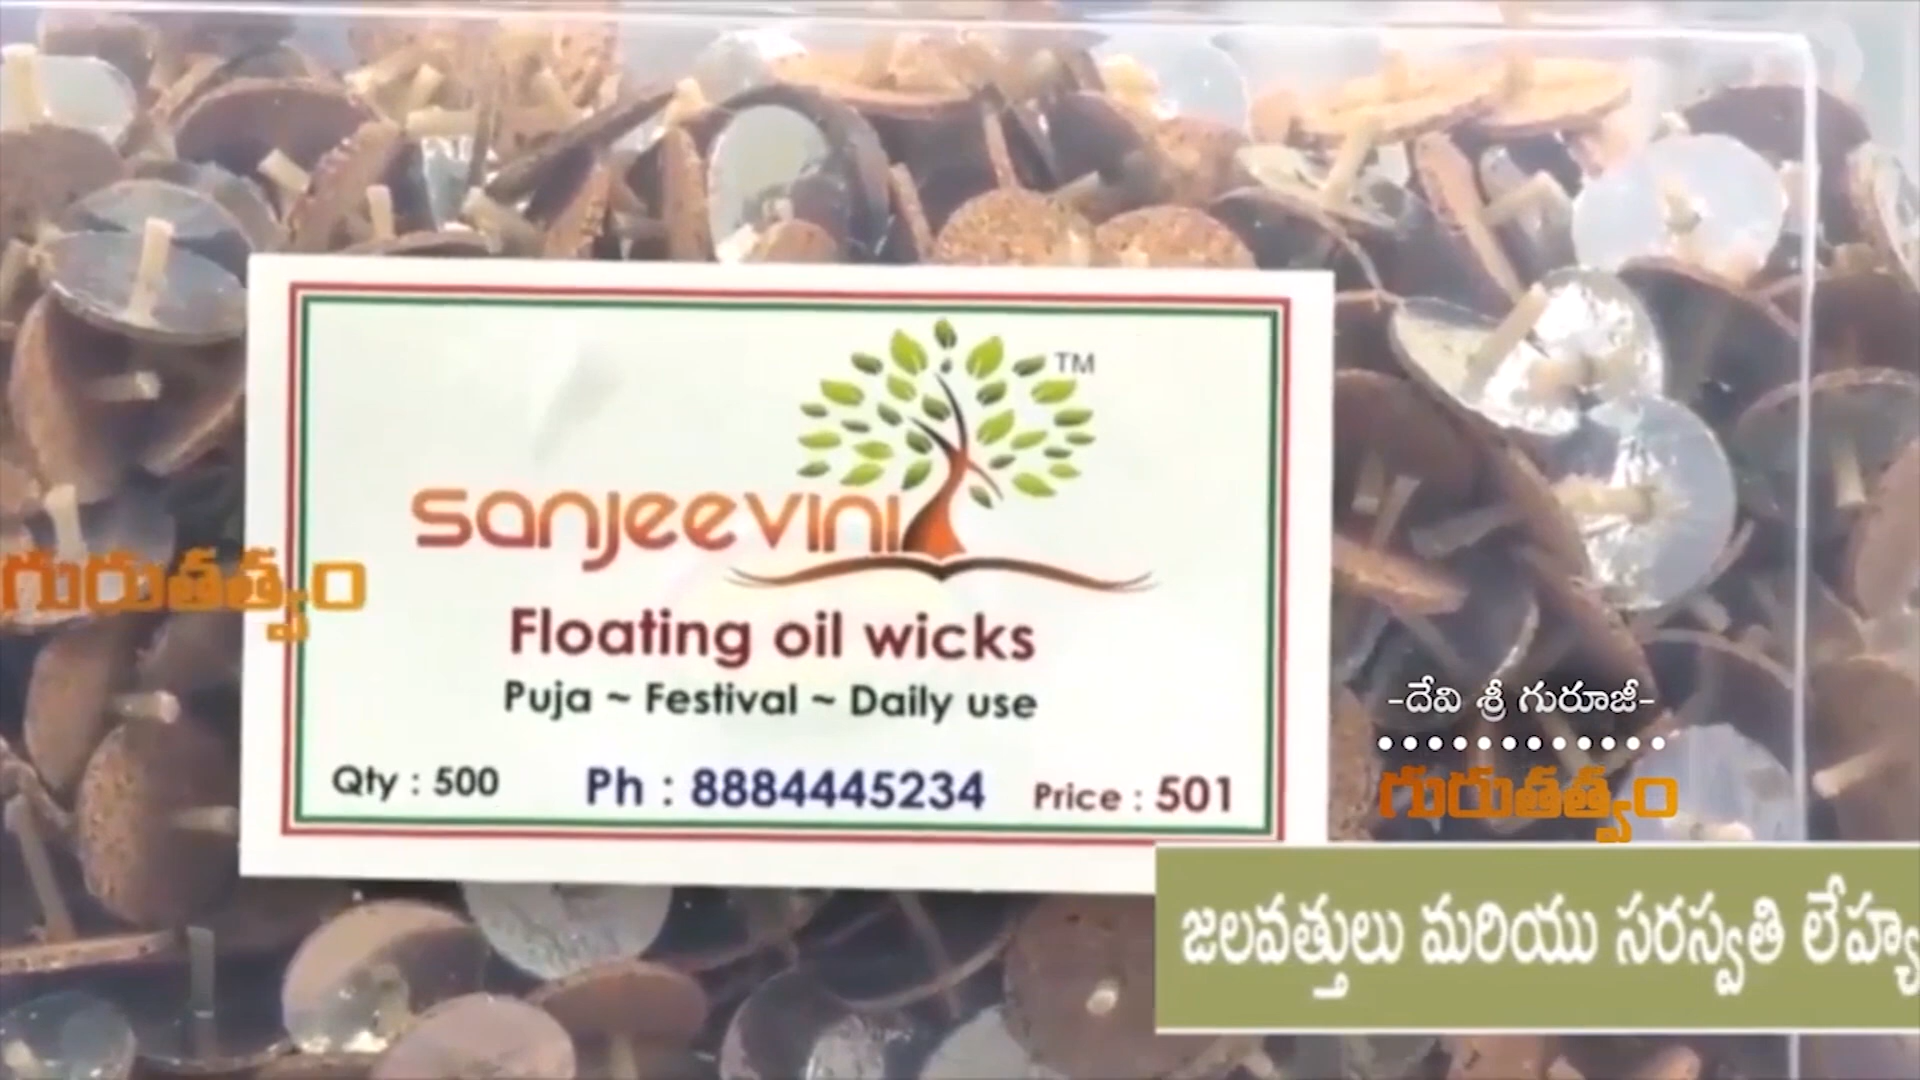 TM
sanjeevini
Floating oil wicks
Puja ~ Festival ~ Daily use
Qty : 500 Ph : 8884445234 Price : 501
గురుతత్వం
-దేవి శ్రీ గురూజీ-
గురుతత్వం
జలవత్తులు మరియు సరస్వతి లేహ్య